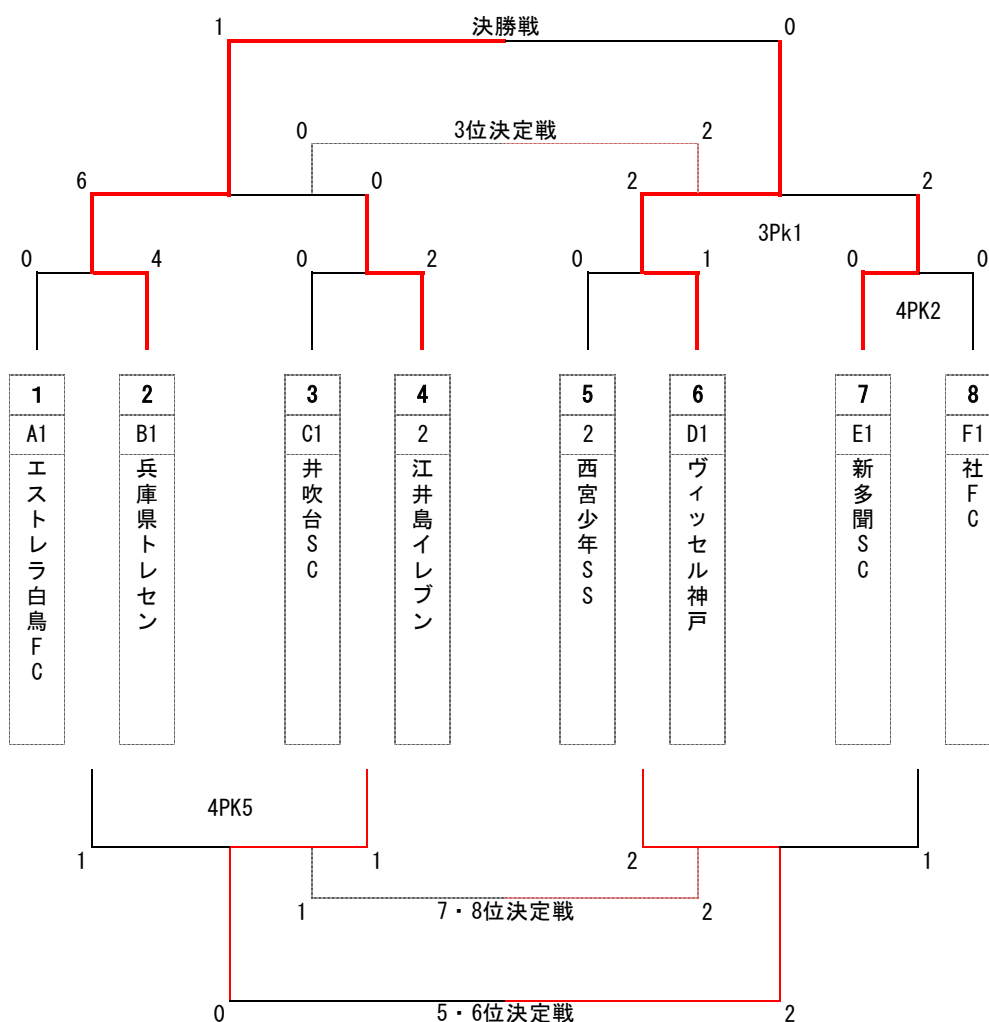 1 決勝戦 0
0 3位決定戦 2
6 0 2 2
3Pk1
0 4 0 2 0 1 0 0
4PK2
1 2 3 4 5 6 7 8
A1 B1 C1 2 2 D1 E1 F1
エストレラ白鳥FC
兵庫県トレセン
井吹台SC
江井島イレブン
西宮少年SS
ヴィッセル神戸
新多聞SC
社FC
4PK5
1 1 2 1
1 7・8位決定戦 2
0 5・6位決定戦 2